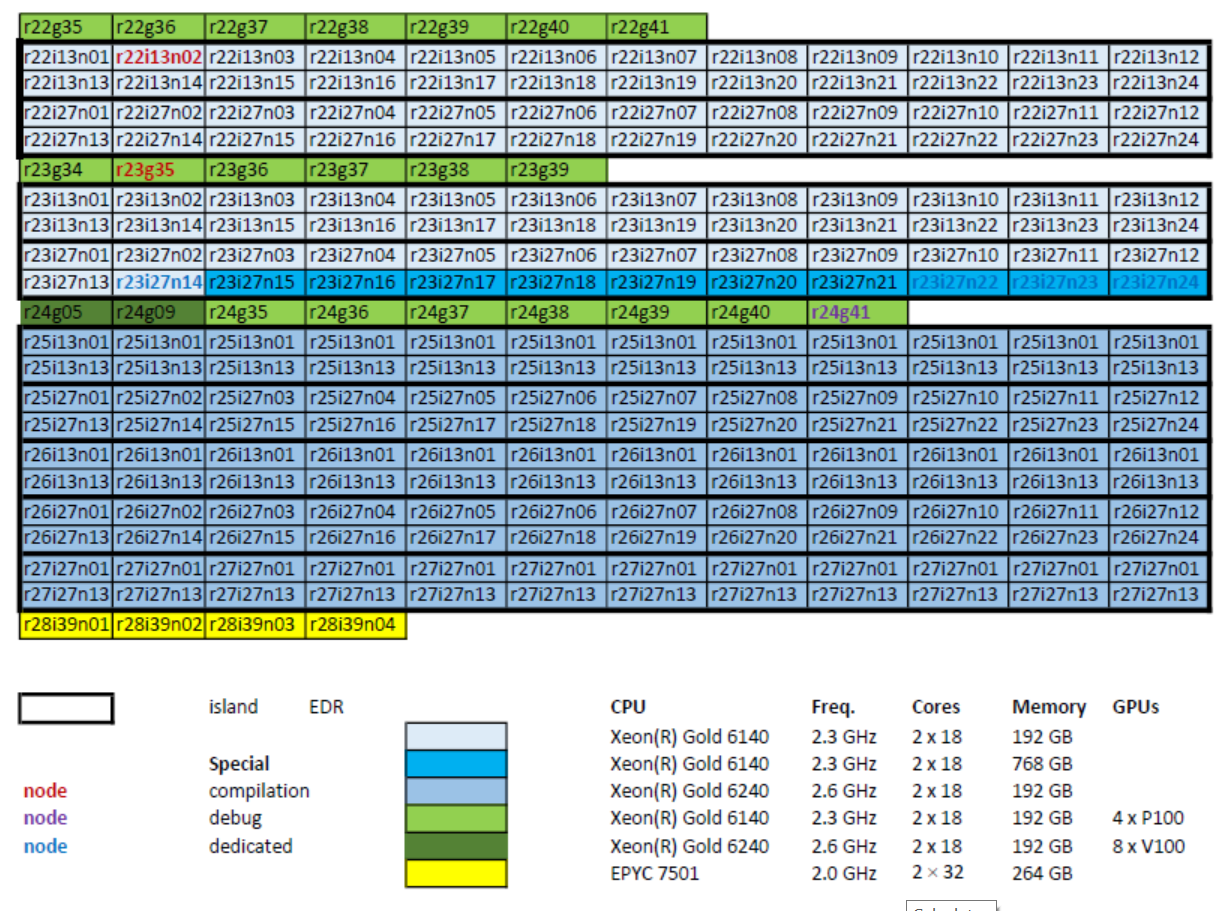 r22g35 r22g36 r22g37 r22g38 r22g39 r22g40 r22g41
r22i13n01 r22i13n02 r22i13n03 r22i13n04 r22i13n05 r22i13n06 r22i13n07 r22i13n08 r22i13n09 r22i13n10 r22i13n11 r22i13n12
r22i13n13 r22i13n14 r22i13n15 r22i13n16 r22i13n17 r22i13n18 r22i13n19 r22i13n20 r22i13n21 r22i13n22 r22i13n23 r22i13n24
r22i27n01 r22i27n02 r22i27n03 r22i27n04 r22i27n05 r22i27n06 r22i27n07 r22i27n08 r22i27n09 r22i27n10 r22i27n11 r22i27n12
r22i27n13 r22i27n14 r22i27n15 r22i27n16 r22i27n17 r22i27n18 r22i27n19 r22i27n20 r22i27n21 r22i27n22 r22i27n23 r22i27n24
r23g34 r23g35 r23g36 r23g37 r23g38 r23g39
r23i13n01 r23i13n02 r23i13n03 r23i13n04 r23i13n05 r23i13n06 r23i13n07 r23i13n08 r23i13n09 r23i13n10 r23i13n11 r23i13n12
r23i13n13 r23i13n14 r23i13n15 r23i13n16 r23i13n17 r23i13n18 r23i13n19 r23i13n20 r23i13n21 r23i13n22 r23i13n23 r23i13n24
r23i27n01 r23i27n02 r23i27n03 r23i27n04 r23i27n05 r23i27n06 r23i27n07 r23i27n08 r23i27n09 r23i27n10 r23i27n11 r23i27n12
r23i27n13 r23i27n14 r23i27n15 r23i27n16 r23i27n17 r23i27n18 r23i27n19 r23i27n20 r23i27n21 r23i27n22 r23i27n23 r23i27n24
r24g05 r24g09 r24g35 r24g36 r24g37 r24g38 r24g39 r24g40 r24g41
r25i13n01 r25i13n01 r25i13n01 r25i13n01 r25i13n01 r25i13n01 r25i13n01 r25i13n01 r25i13n01 r25i13n01 r25i13n01 r25i13n01
r25i13n13 r25i13n13 r25i13n13 r25i13n13 r25i13n13 r25i13n13 r25i13n13 r25i13n13 r25i13n13 r25i13n13 r25i13n13 r25i13n13
r25i27n01 r25i27n02 r25i27n03 r25i27n04 r25i27n05 r25i27n06 r25i27n07 r25i27n08 r25i27n09 r25i27n10 r25i27n11 r25i27n12
r25i27n13 r25i27n14 r25i27n15 r25i27n16 r25i27n17 r25i27n18 r25i27n19 r25i27n20 r25i27n21 r25i27n22 r25i27n23 r25i27n24
r26i13n01 r26i13n01 r26i13n01 r26i13n01 r26i13n01 r26i13n01 r26i13n01 r26i13n01 r26i13n01 r26i13n01 r26i13n01 r26i13n01
r26i13n13 r26i13n13 r26i13n13 r26i13n13 r26i13n13 r26i13n13 r26i13n13 r26i13n13 r26i13n13 r26i13n13 r26i13n13 r26i13n13
r26i27n01 r26i27n02 r26i27n03 r26i27n04 r26i27n05 r26i27n06 r26i27n07 r26i27n08 r26i27n09 r26i27n10 r26i27n11 r26i27n12
r26i27n13 r26i27n14 r26i27n15 r26i27n16 r26i27n17 r26i27n18 r26i27n19 r26i27n20 r26i27n21 r26i27n22 r26i27n23 r26i27n24
r27i27n01 r27i27n01 r27i27n01 r27i27n01 r27i27n01 r27i27n01 r27i27n01 r27i27n01 r27i27n01 r27i27n01 r27i27n01 r27i27n01
r27i27n13 r27i27n13 r27i27n13 r27i27n13 r27i27n13 r27i27n13 r27i27n13 r27i27n13 r27i27n13 r27i27n13 r27i27n13 r27i27n13
r28i39n01 r28i39n02 r28i39n03 r28i39n04
island EDR CPU Freq. Cores Memory GPUs
Xeon(R) Gold 6140 2.3 GHz 2 x 18 192 GB
Special Xeon(R) Gold 6140 2.3 GHz 2 x 18 768 GB
node compilation Xeon(R) Gold 6240 2.6 GHz 2 x 18 192 GB
node debug Xeon(R) Gold 6140 2.3 GHz 2 x 18 192 GB 4 x P100
node dedicated Xeon(R) Gold 6240 2.6 GHz 2 x 18 192 GB 8 x V100
EPYC 7501 2.0 GHz 2 × 32 264 GB